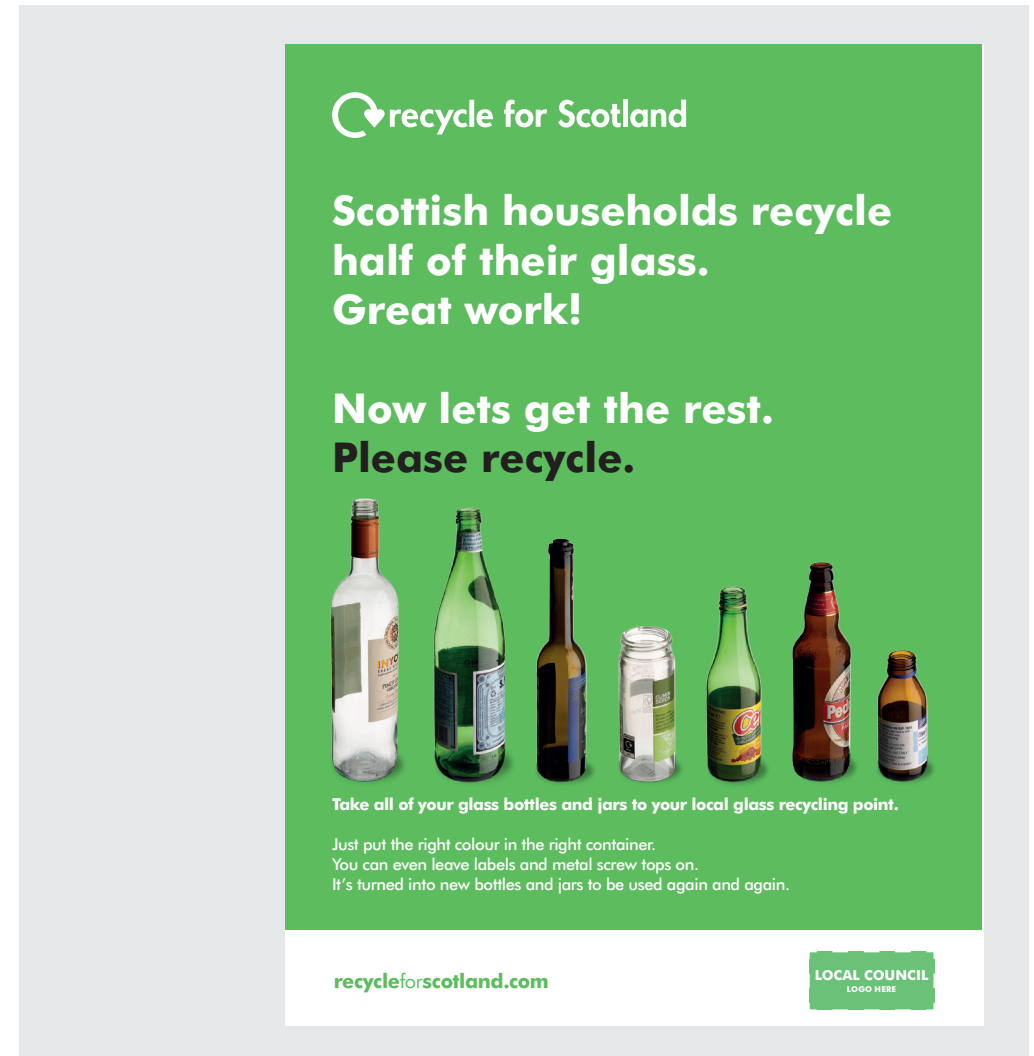 recycle for Scotland
Scottish households recycle
half of their glass.
Great work!
Now lets get the rest.
Please recycle.
Take all of your glass bottles and jars to your local glass recycling point.
Just put the right colour in the right container.
You can even leave labels and metal screw tops on.
It's turned into new bottles and jars to be used again and again.
recycleforscotland.com
LOCAL COUNCIL
LOGO HERE